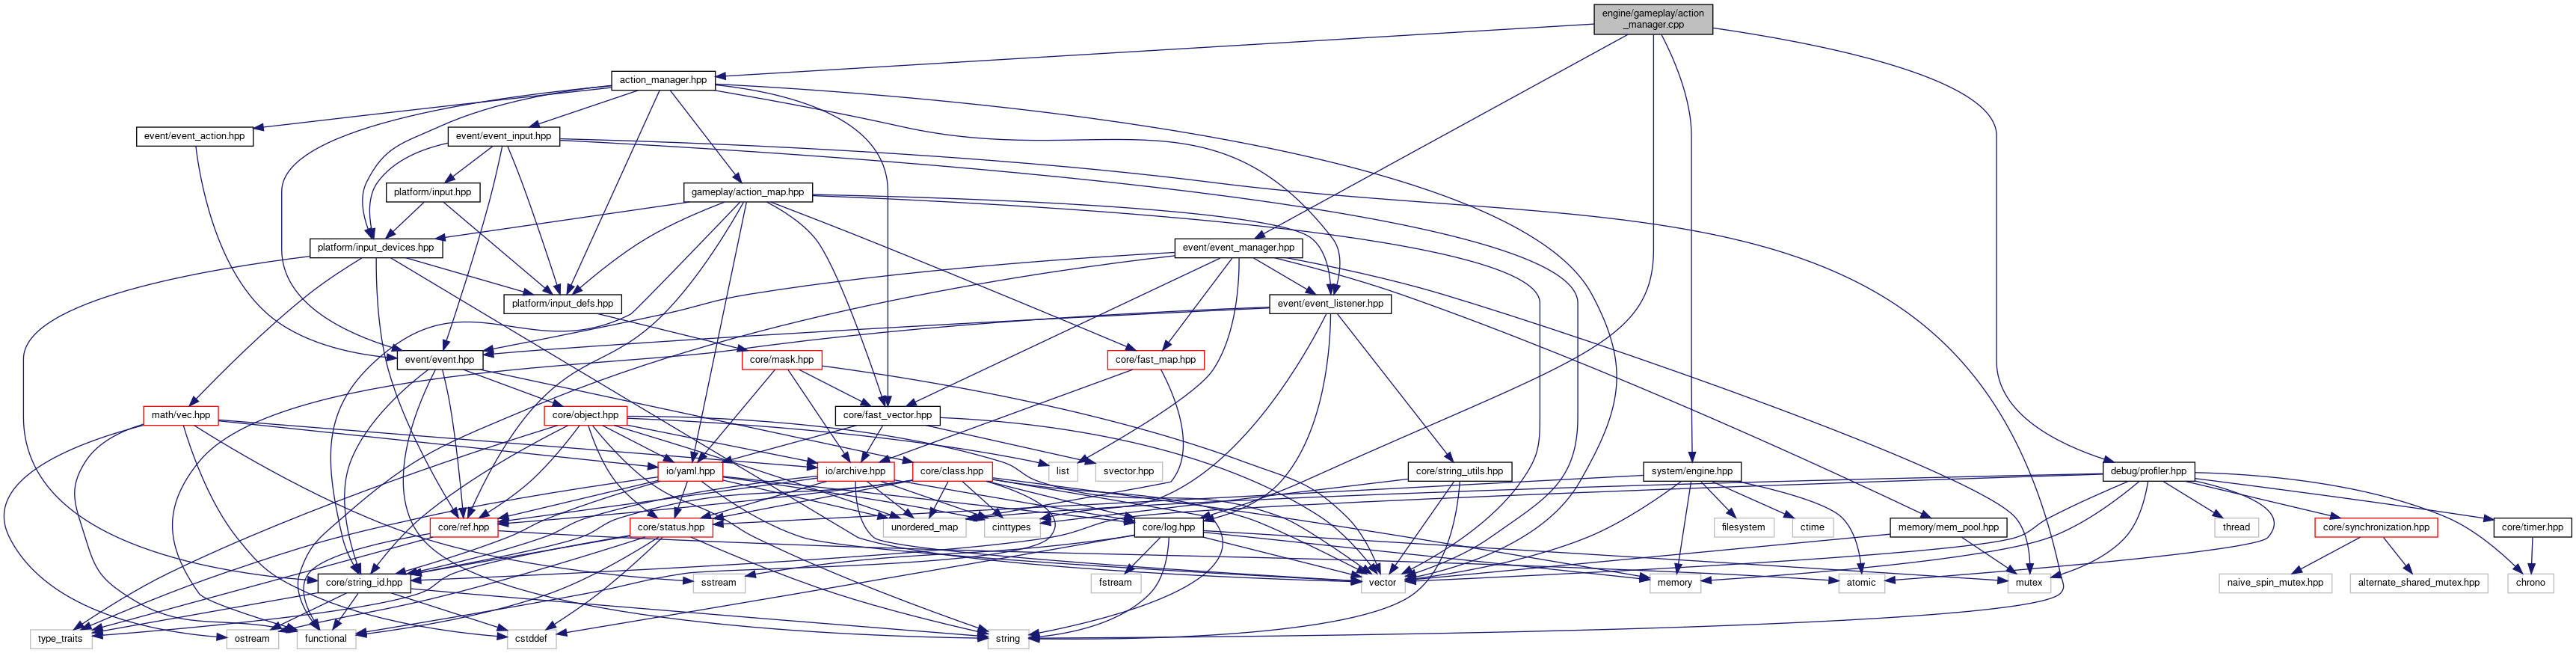 engine/gameplay/action
_manager.cpp
action_manager.hpp
event/event_action.hpp
event/event_input.hpp
platform/input.hpp
gameplay/action_map.hpp
platform/input_devices.hpp
event/event_manager.hpp
platform/input_defs.hpp
event/event_listener.hpp
event/event.hpp
core/mask.hpp
core/fast_map.hpp
math/vec.hpp
core/object.hpp
core/fast_vector.hpp
io/yaml.hpp
io/archive.hpp
core/class.hpp
list
svector.hpp
core/string_utils.hpp
system/engine.hpp
debug/profiler.hpp
core/ref.hpp
core/status.hpp
unordered_map
cinttypes
core/log.hpp
filesystem
ctime
memory/mem_pool.hpp
thread
core/synchronization.hpp
core/timer.hpp
core/string_id.hpp
sstream
fstream
vector
memory
atomic
mutex
naive_spin_mutex.hpp
alternate_shared_mutex.hpp
chrono
type_traits
ostream
functional
cstddef
string